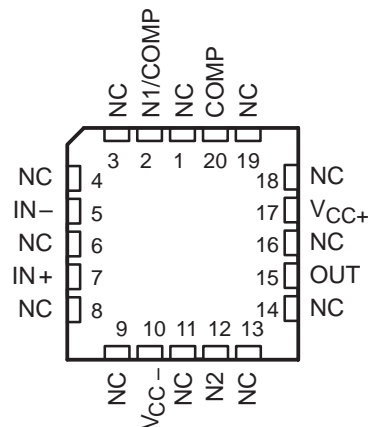 NC
N1/COMP
NC
COMP
NC
3 2 1 20 19
NC 4 18 NC
IN− 5 17 VCC+
NC 6 16 NC
IN+ 7 15 OUT
NC 8 14 NC
9 10 11 12 13
NC
VCC−
NC
N2
NC